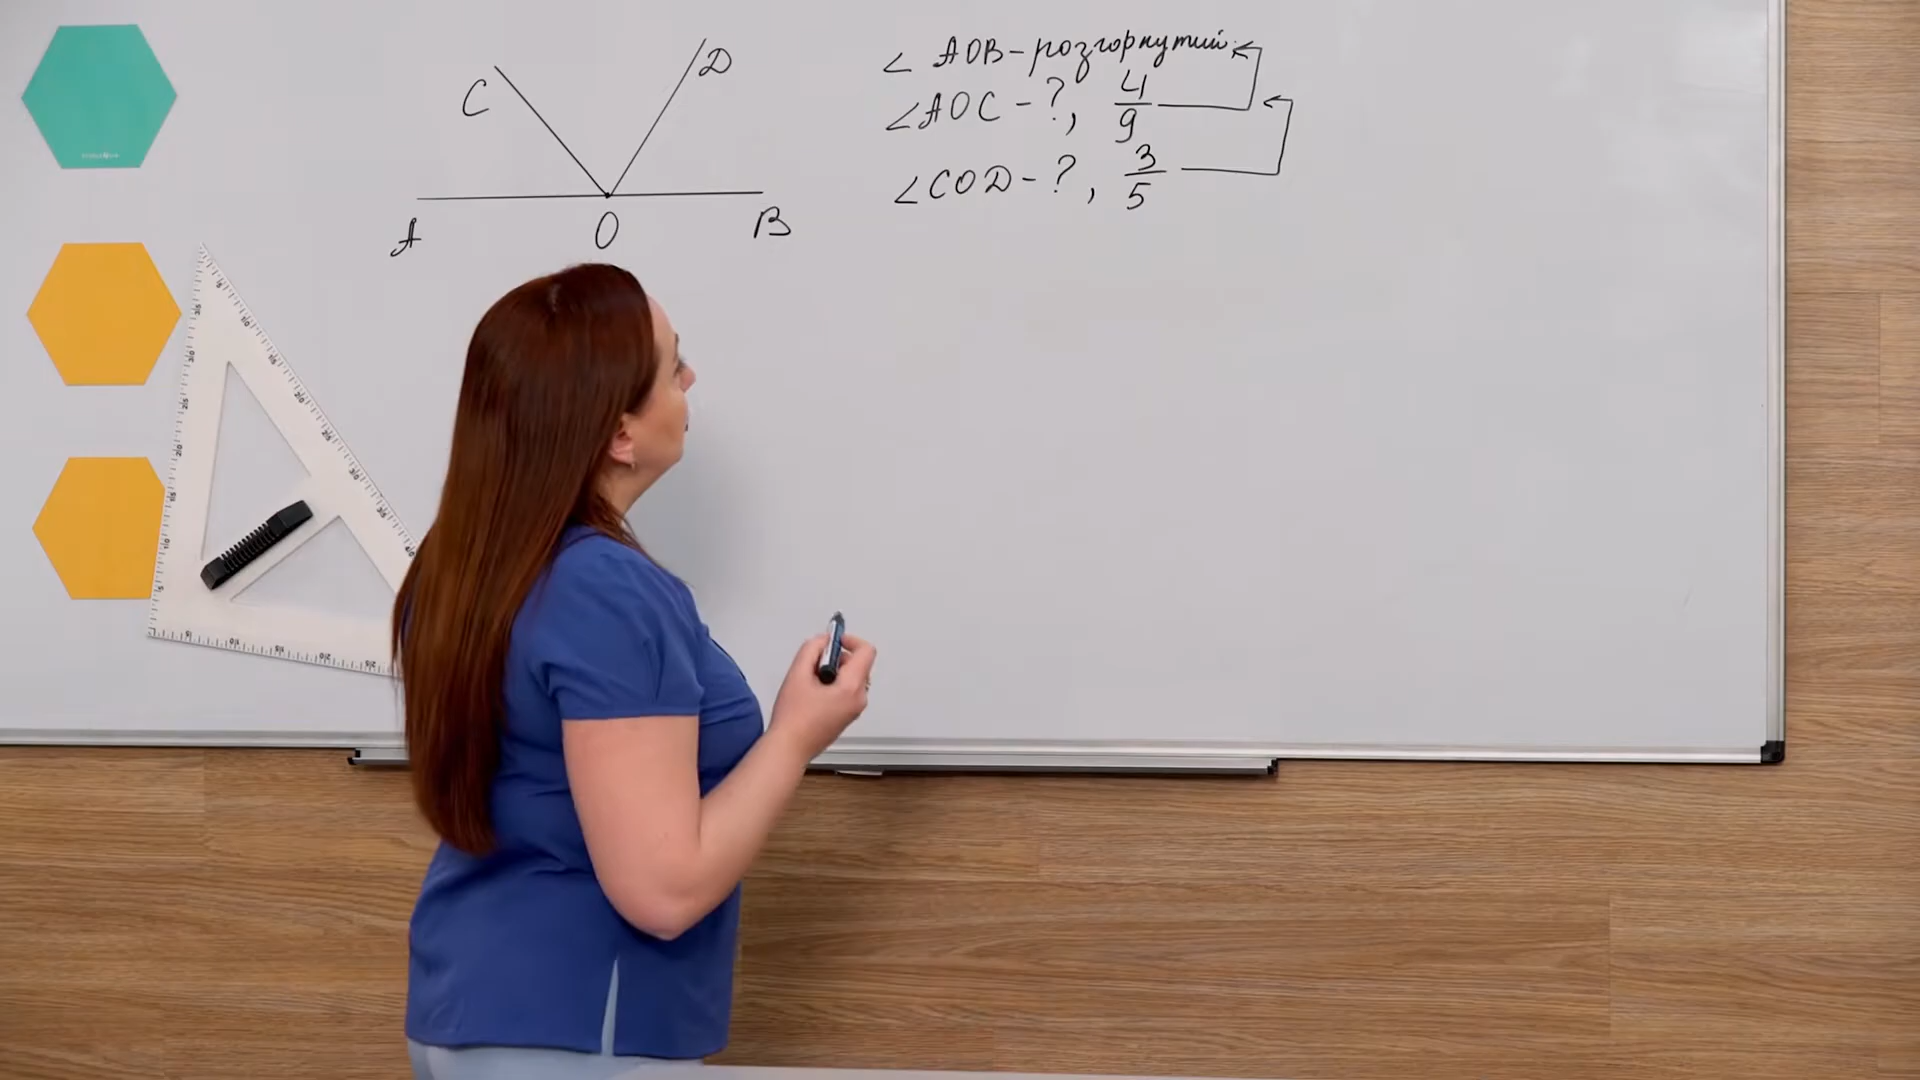 C
D
A
O
B
∠ AOB - розгорнутий.
∠AOC - ?, 4/9
∠COD - ?, 3/5